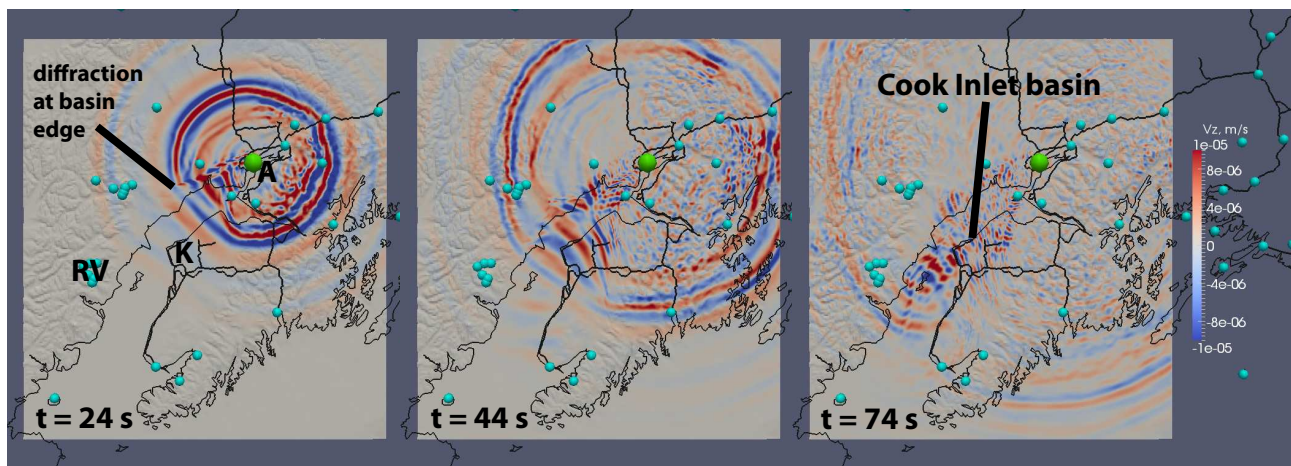 diffraction
at basin
edge
A
K
RV
t = 24 s
t = 44 s
Cook Inlet basin
t = 74 s
Vz, m/s
1e-05
8e-06
4e-06
0
-4e-06
-8e-06
-1e-05